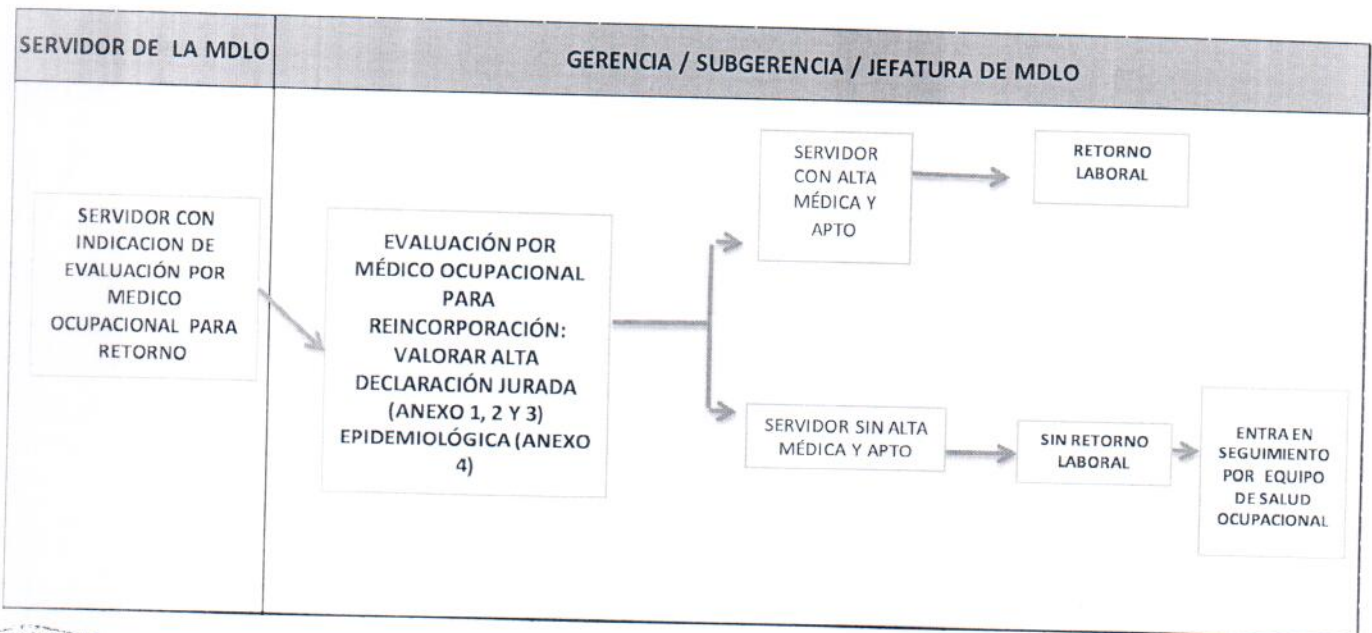 SERVIDOR DE LA MDLO
GERENCIA / SUBGERENCIA / JEFATURA DE MDLO
SERVIDOR CON
INDICACION DE
EVALUACIÓN POR
MEDICO
OCUPACIONAL PARA
RETORNO
EVALUACIÓN POR
MÉDICO OCUPACIONAL
PARA
REINCORPORACIÓN:
VALORAR ALTA
DECLARACIÓN JURADA
(ANEXO 1, 2 Y 3)
EPIDEMIOLÓGICA (ANEXO
4)
SERVIDOR
CON ALTA
MÉDICA Y
APTO
RETORNO
LABORAL
SERVIDOR SIN ALTA
MÉDICA Y APTO
SIN RETORNO
LABORAL
ENTRA EN
SEGUIMIENTO
POR EQUIPO
DE SALUD
OCUPACIONAL